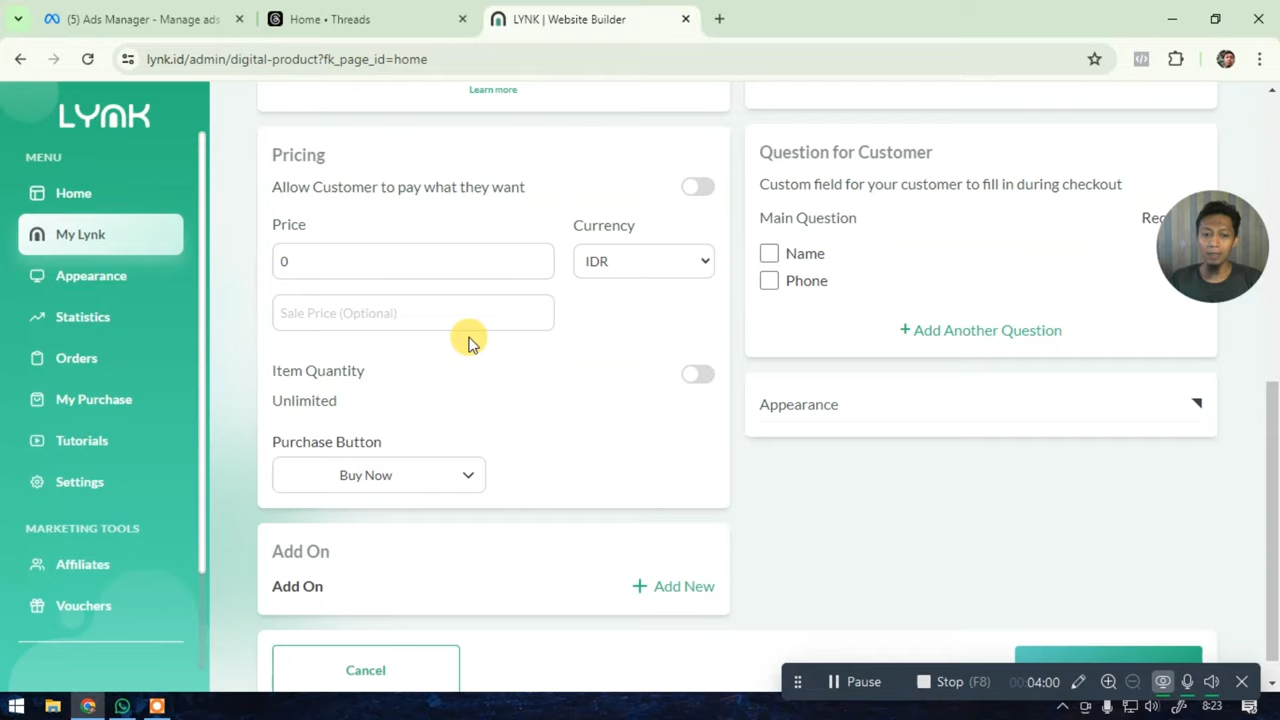 (5) Ads Manager - Manage ads
Home • Threads
LYNK | Website Builder
lynk.id/admin/digital-product?fk_page_id=home
LYNK
MENU
Home
My Lynk
Appearance
Statistics
Orders
My Purchase
Tutorials
Settings
MARKETING TOOLS
Affiliates
Vouchers
Learn more
Pricing
Allow Customer to pay what they want
Price
Currency
0
IDR
Sale Price (Optional)
Item Quantity
Unlimited
Purchase Button
Buy Now
Add On
Add On
+ Add New
Cancel
Question for Customer
Custom field for your customer to fill in during checkout
Main Question
Name
Phone
+ Add Another Question
Appearance
Pause
Stop (F8)
00:04:00
8:23